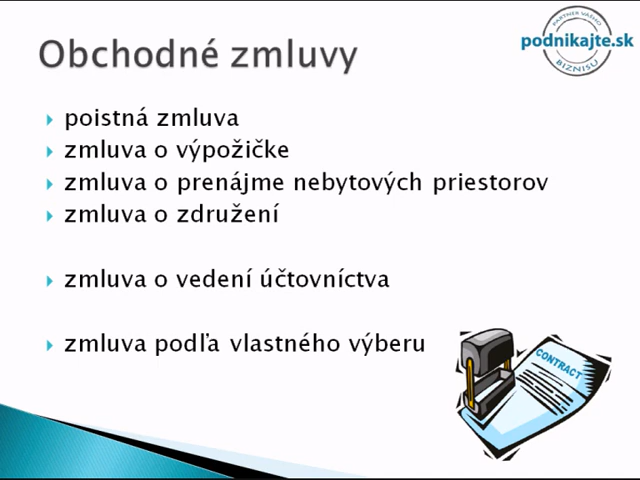 Obchodné zmluvy
PARTNER VÁŠHO
podnikajte.sk
BIZNISU
poistná zmluva
zmluva o výpožičke
zmluva o prenájme nebytových priestorov
zmluva o združení
zmluva o vedení účtovníctva
zmluva podľa vlastného výberu
CONTRACT